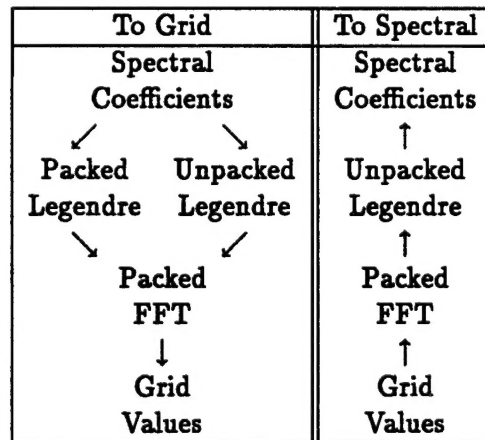 To Grid
To Spectral
Spectral
Coefficients
Packed Unpacked
Legendre Legendre
Packed
FFT
Grid
Values
Spectral
Coefficients
Unpacked
Legendre
Packed
FFT
Grid
Values